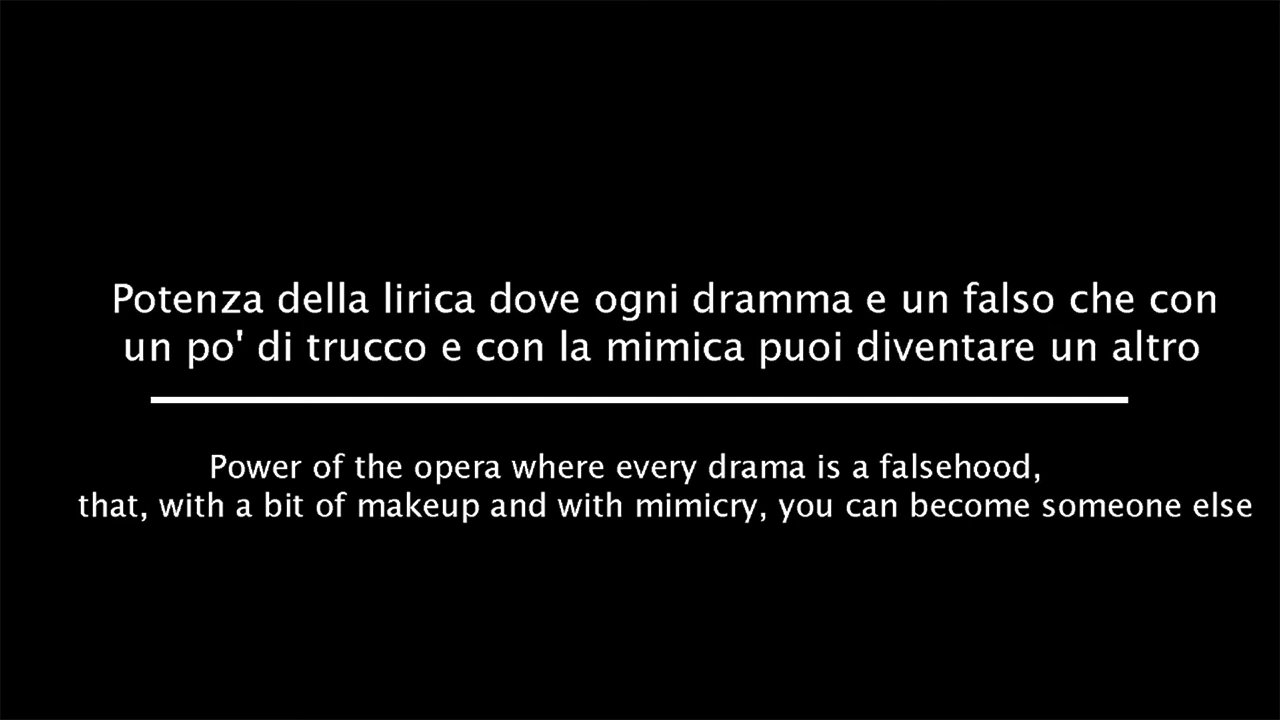 Potenza della lirica dove ogni dramma e un falso che con
un po' di trucco e con la mimica puoi diventare un altro
Power of the opera where every drama is a falsehood,
that, with a bit of makeup and with mimicry, you can become someone else